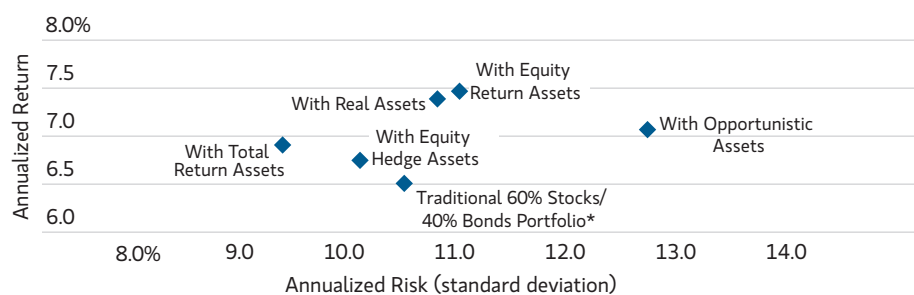 8.0%
7.5
7.0
6.5
6.0
Annualized Return
With Equity
Return Assets
With Real Assets
With Opportunistic
Assets
With Equity
Hedge Assets
With Total
Return Assets
Traditional 60% Stocks/
40% Bonds Portfolio*
8.0%
9.0
10.0
11.0
12.0
13.0
14.0
Annualized Risk (standard deviation)